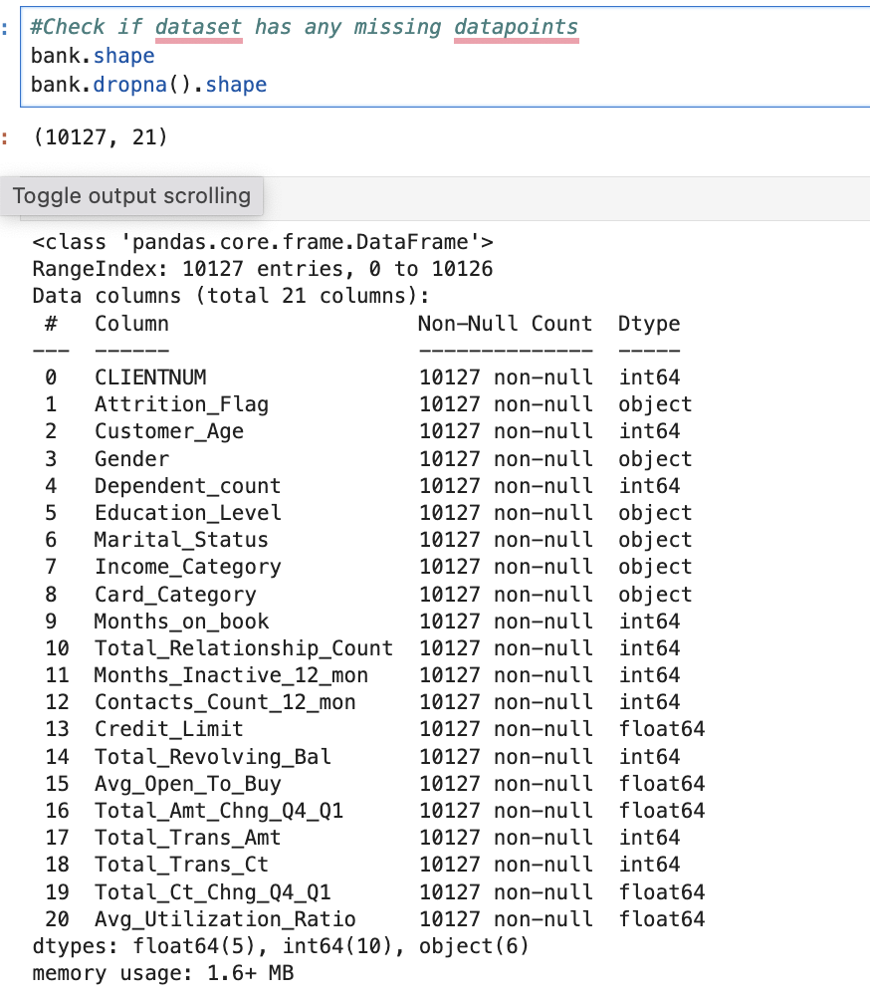 : #Check if dataset has any missing datapoints
bank.shape
bank.dropna().shape
: (10127, 21)
Toggle output scrolling
<class 'pandas.core.frame.DataFrame'>
RangeIndex: 10127 entries, 0 to 10126
Data columns (total 21 columns):
 #   Column                    Non-Null Count  Dtype
---  ------                    --------------  -----
 0   CLIENTNUM                 10127 non-null  int64
 1   Attrition_Flag            10127 non-null  object
 2   Customer_Age              10127 non-null  int64
 3   Gender                    10127 non-null  object
 4   Dependent_count           10127 non-null  int64
 5   Education_Level           10127 non-null  object
 6   Marital_Status            10127 non-null  object
 7   Income_Category           10127 non-null  object
 8   Card_Category             10127 non-null  object
 9   Months_on_book            10127 non-null  int64
 10  Total_Relationship_Count  10127 non-null  int64
 11  Months_Inactive_12_mon    10127 non-null  int64
 12  Contacts_Count_12_mon     10127 non-null  int64
 13  Credit_Limit              10127 non-null  float64
 14  Total_Revolving_Bal       10127 non-null  int64
 15  Avg_Open_To_Buy           10127 non-null  float64
 16  Total_Amt_Chng_Q4_Q1      10127 non-null  float64
 17  Total_Trans_Amt           10127 non-null  int64
 18  Total_Trans_Ct            10127 non-null  int64
 19  Total_Ct_Chng_Q4_Q1       10127 non-null  float64
 20  Avg_Utilization_Ratio     10127 non-null  float64
dtypes: float64(5), int64(10), object(6)
memory usage: 1.6+ MB